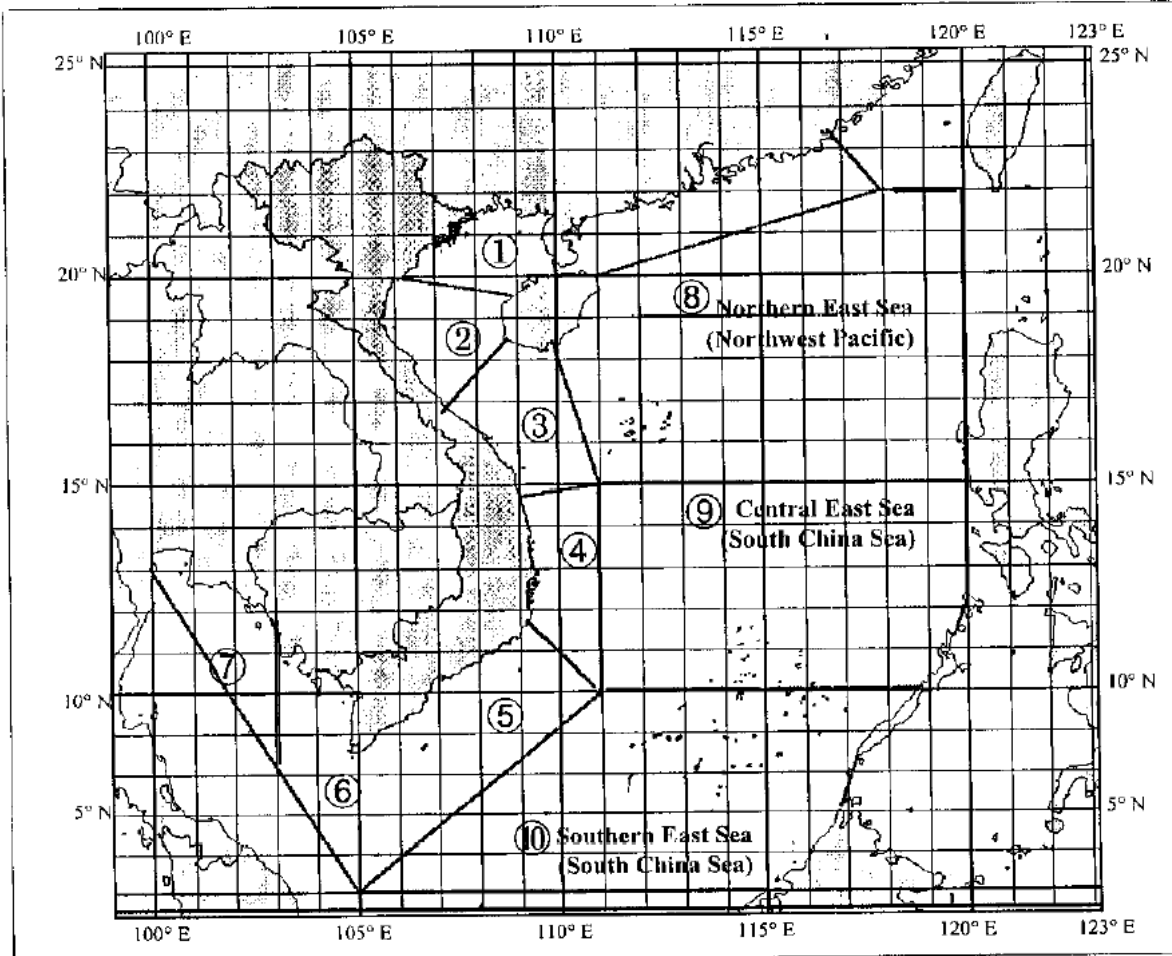 100° E 105° E 110° E 115° E 120° E 123° E
25° N 25° N
①
20° N 20° N
⑧ Northern East Sea
(Northwest Pacific)
②
③
15° N 15° N
⑨ Central East Sea
(South China Sea)
④
⑦
10° N 10° N
⑤
⑥
5° N 5° N
⑩ Southern East Sea
(South China Sea)
100° E 105° E 110° E 115° E 120° E 123° E